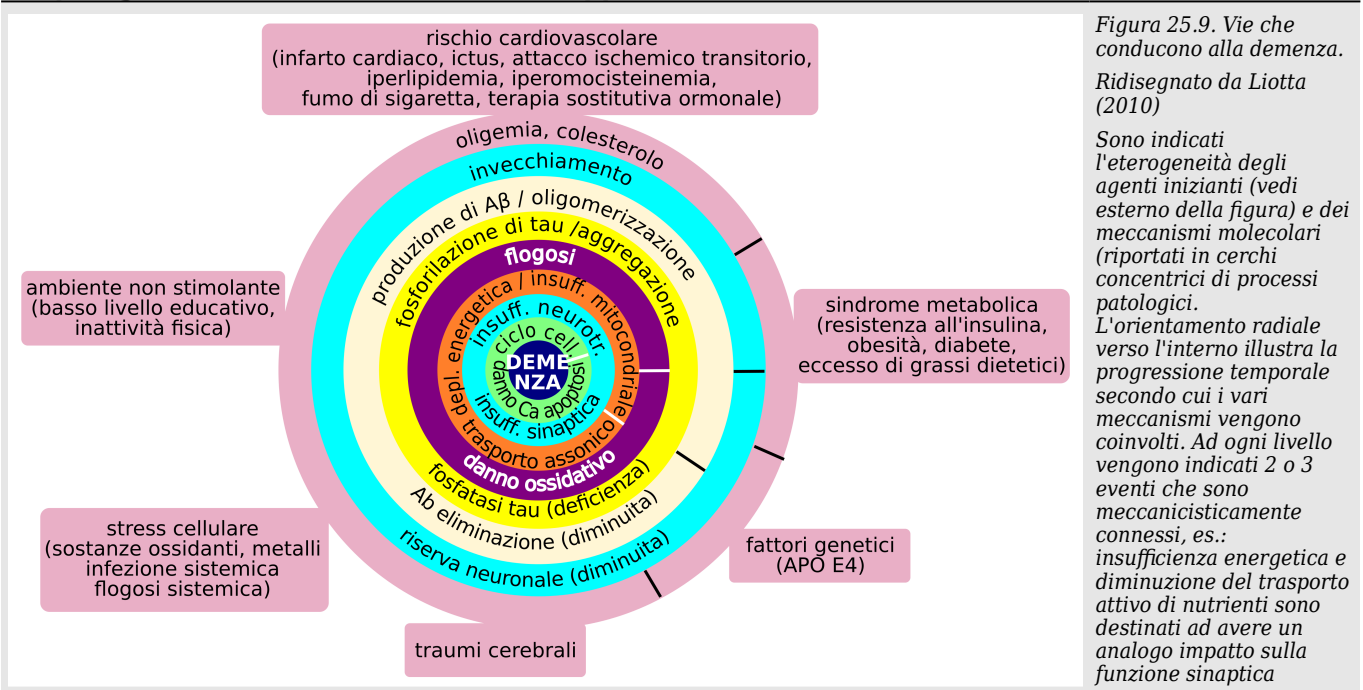 rischio cardiovascolare
(infarto cardiaco, ictus, attacco ischemico transitorio,
iperlipidemia, iperomocisteinemia,
fumo di sigaretta, terapia sostitutiva ormonale)
oligemia, colesterolo
invecchiamento
produzione di Aβ / oligomerizzazione
fosforilazione di tau /aggregazione
flogosi
depl. energetica / insuff. mitocondriale
insuff. neurotr.
ciclo cell.
DEME
NZA
danno Ca apoptosi
insuff. sinaptica
trasporto assonico
danno ossidativo
fosfatasi tau (deficienza)
Ab eliminazione (diminuita)
riserva neuronale (diminuita)
ambiente non stimolante
(basso livello educativo,
inattività fisica)
sindrome metabolica
(resistenza all'insulina,
obesità, diabete,
eccesso di grassi dietetici)
stress cellulare
(sostanze ossidanti, metalli
infezione sistemica
flogosi sistemica)
fattori genetici
(APO E4)
traumi cerebrali
Figura 25.9. Vie che
conducono alla demenza.
Ridisegnato da Liotta
(2010)
Sono indicati
l'eterogeneità degli
agenti inizianti (vedi
esterno della figura) e dei
meccanismi molecolari
(riportati in cerchi
concentrici di processi
patologici.
L'orientamento radiale
verso l'interno illustra la
progressione temporale
secondo cui i vari
meccanismi vengono
coinvolti. Ad ogni livello
vengono indicati 2 o 3
eventi che sono
meccanicisticamente
connessi, es.:
insufficienza energetica e
diminuzione del trasporto
attivo di nutrienti sono
destinati ad avere un
analogo impatto sulla
funzione sinaptica